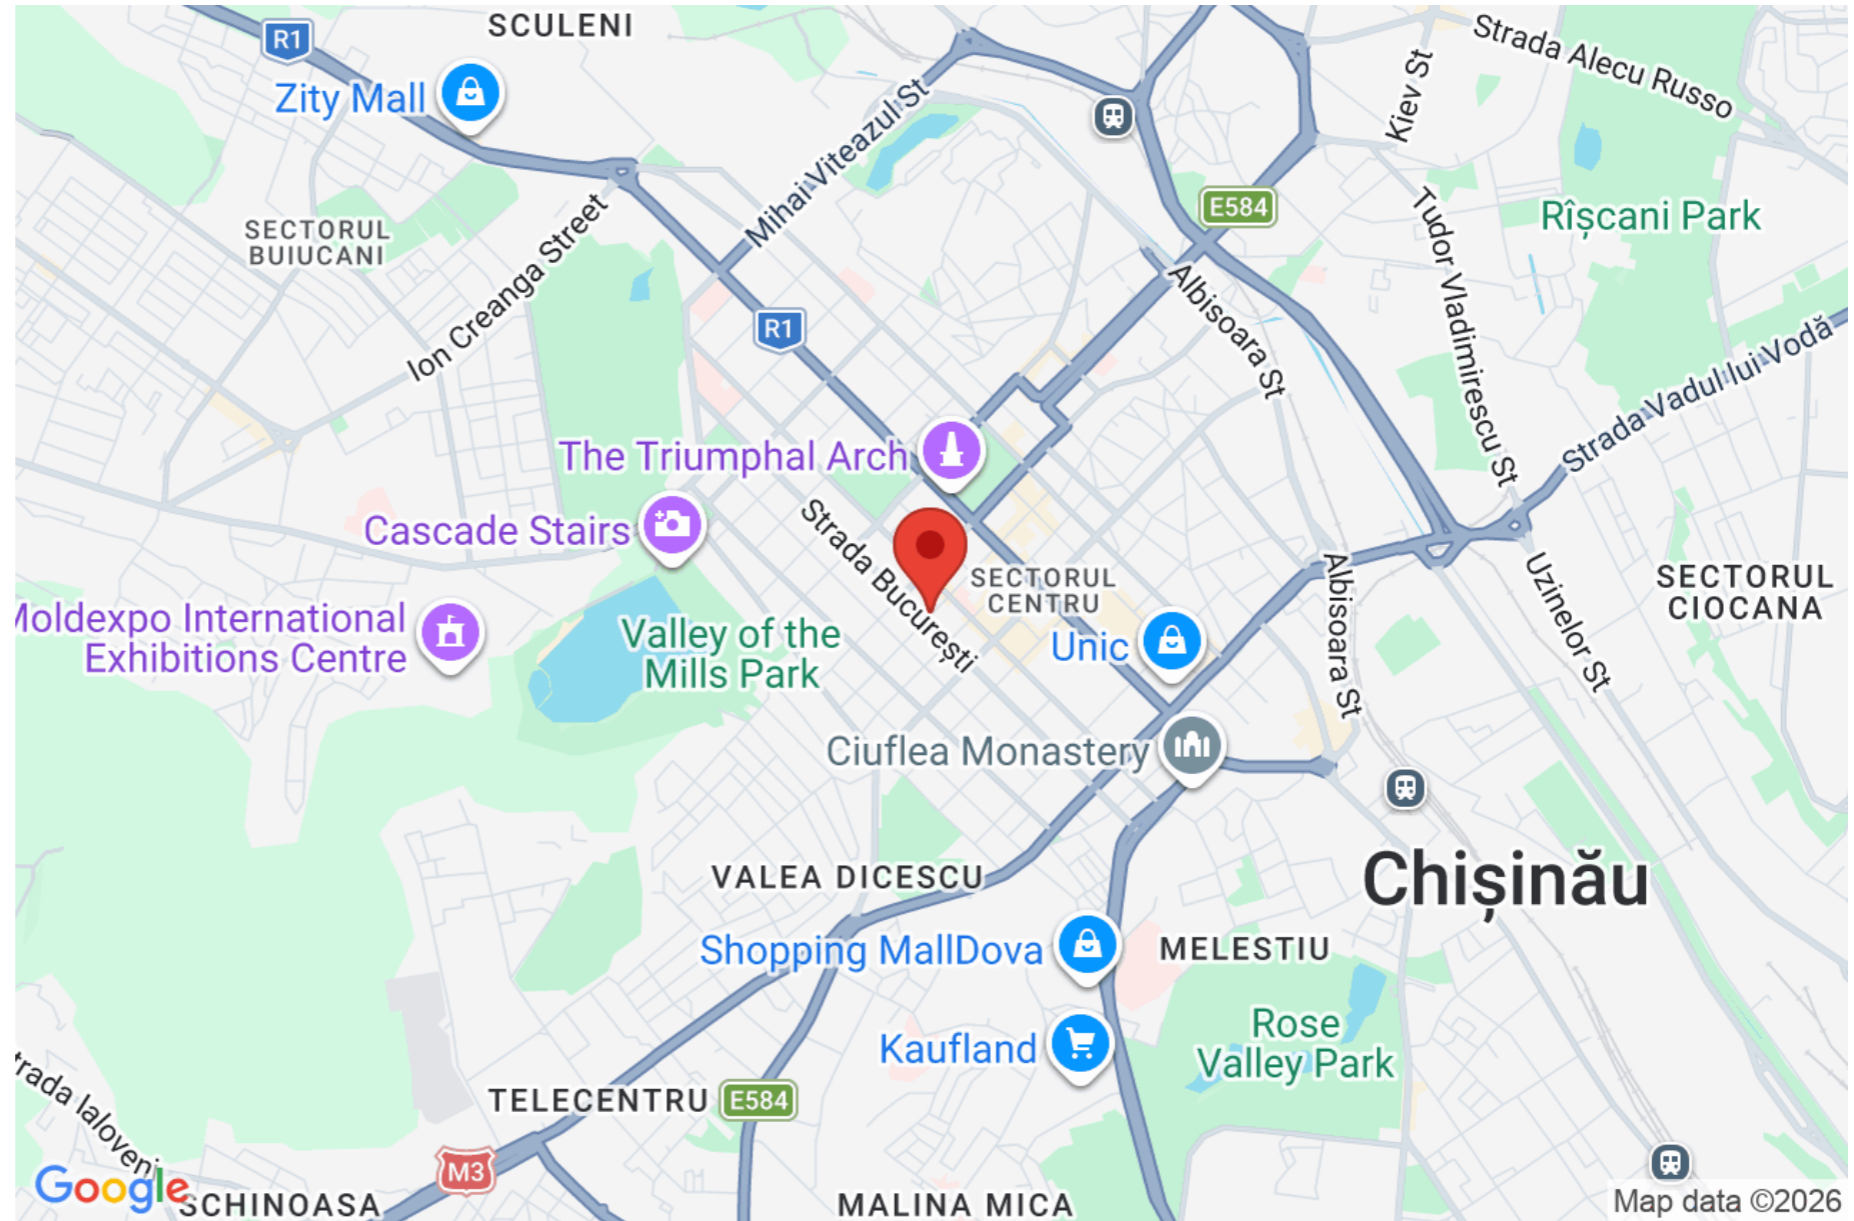 SCULENI
R1
Zity Mall
Strada Alecu Russo
Kiev St
Mihai Viteazul St
E584
Rîșcani Park
SECTORUL
BUIUCANI
Ion Creanga Street
Tudor Vladimirescu St
R1
Albisoara St
Strada Vadul lui Vodă
The Triumphal Arch
Cascade Stairs
Strada București
SECTORUL
CENTRU
Albisoara St
Uzinelor St
SECTORUL
CIOCANA
Moldexpo International
Exhibitions Centre
Valley of the
Mills Park
Unic
Ciuflea Monastery
VALEA DICESCU
Chișinău
Shopping MallDova
MELESTIU
Kaufland
Rose
Valley Park
TELECENTRU
E584
trada Ialoveni
M3
Google
SCHINOASA
MALINA MICA
Map data ©2026